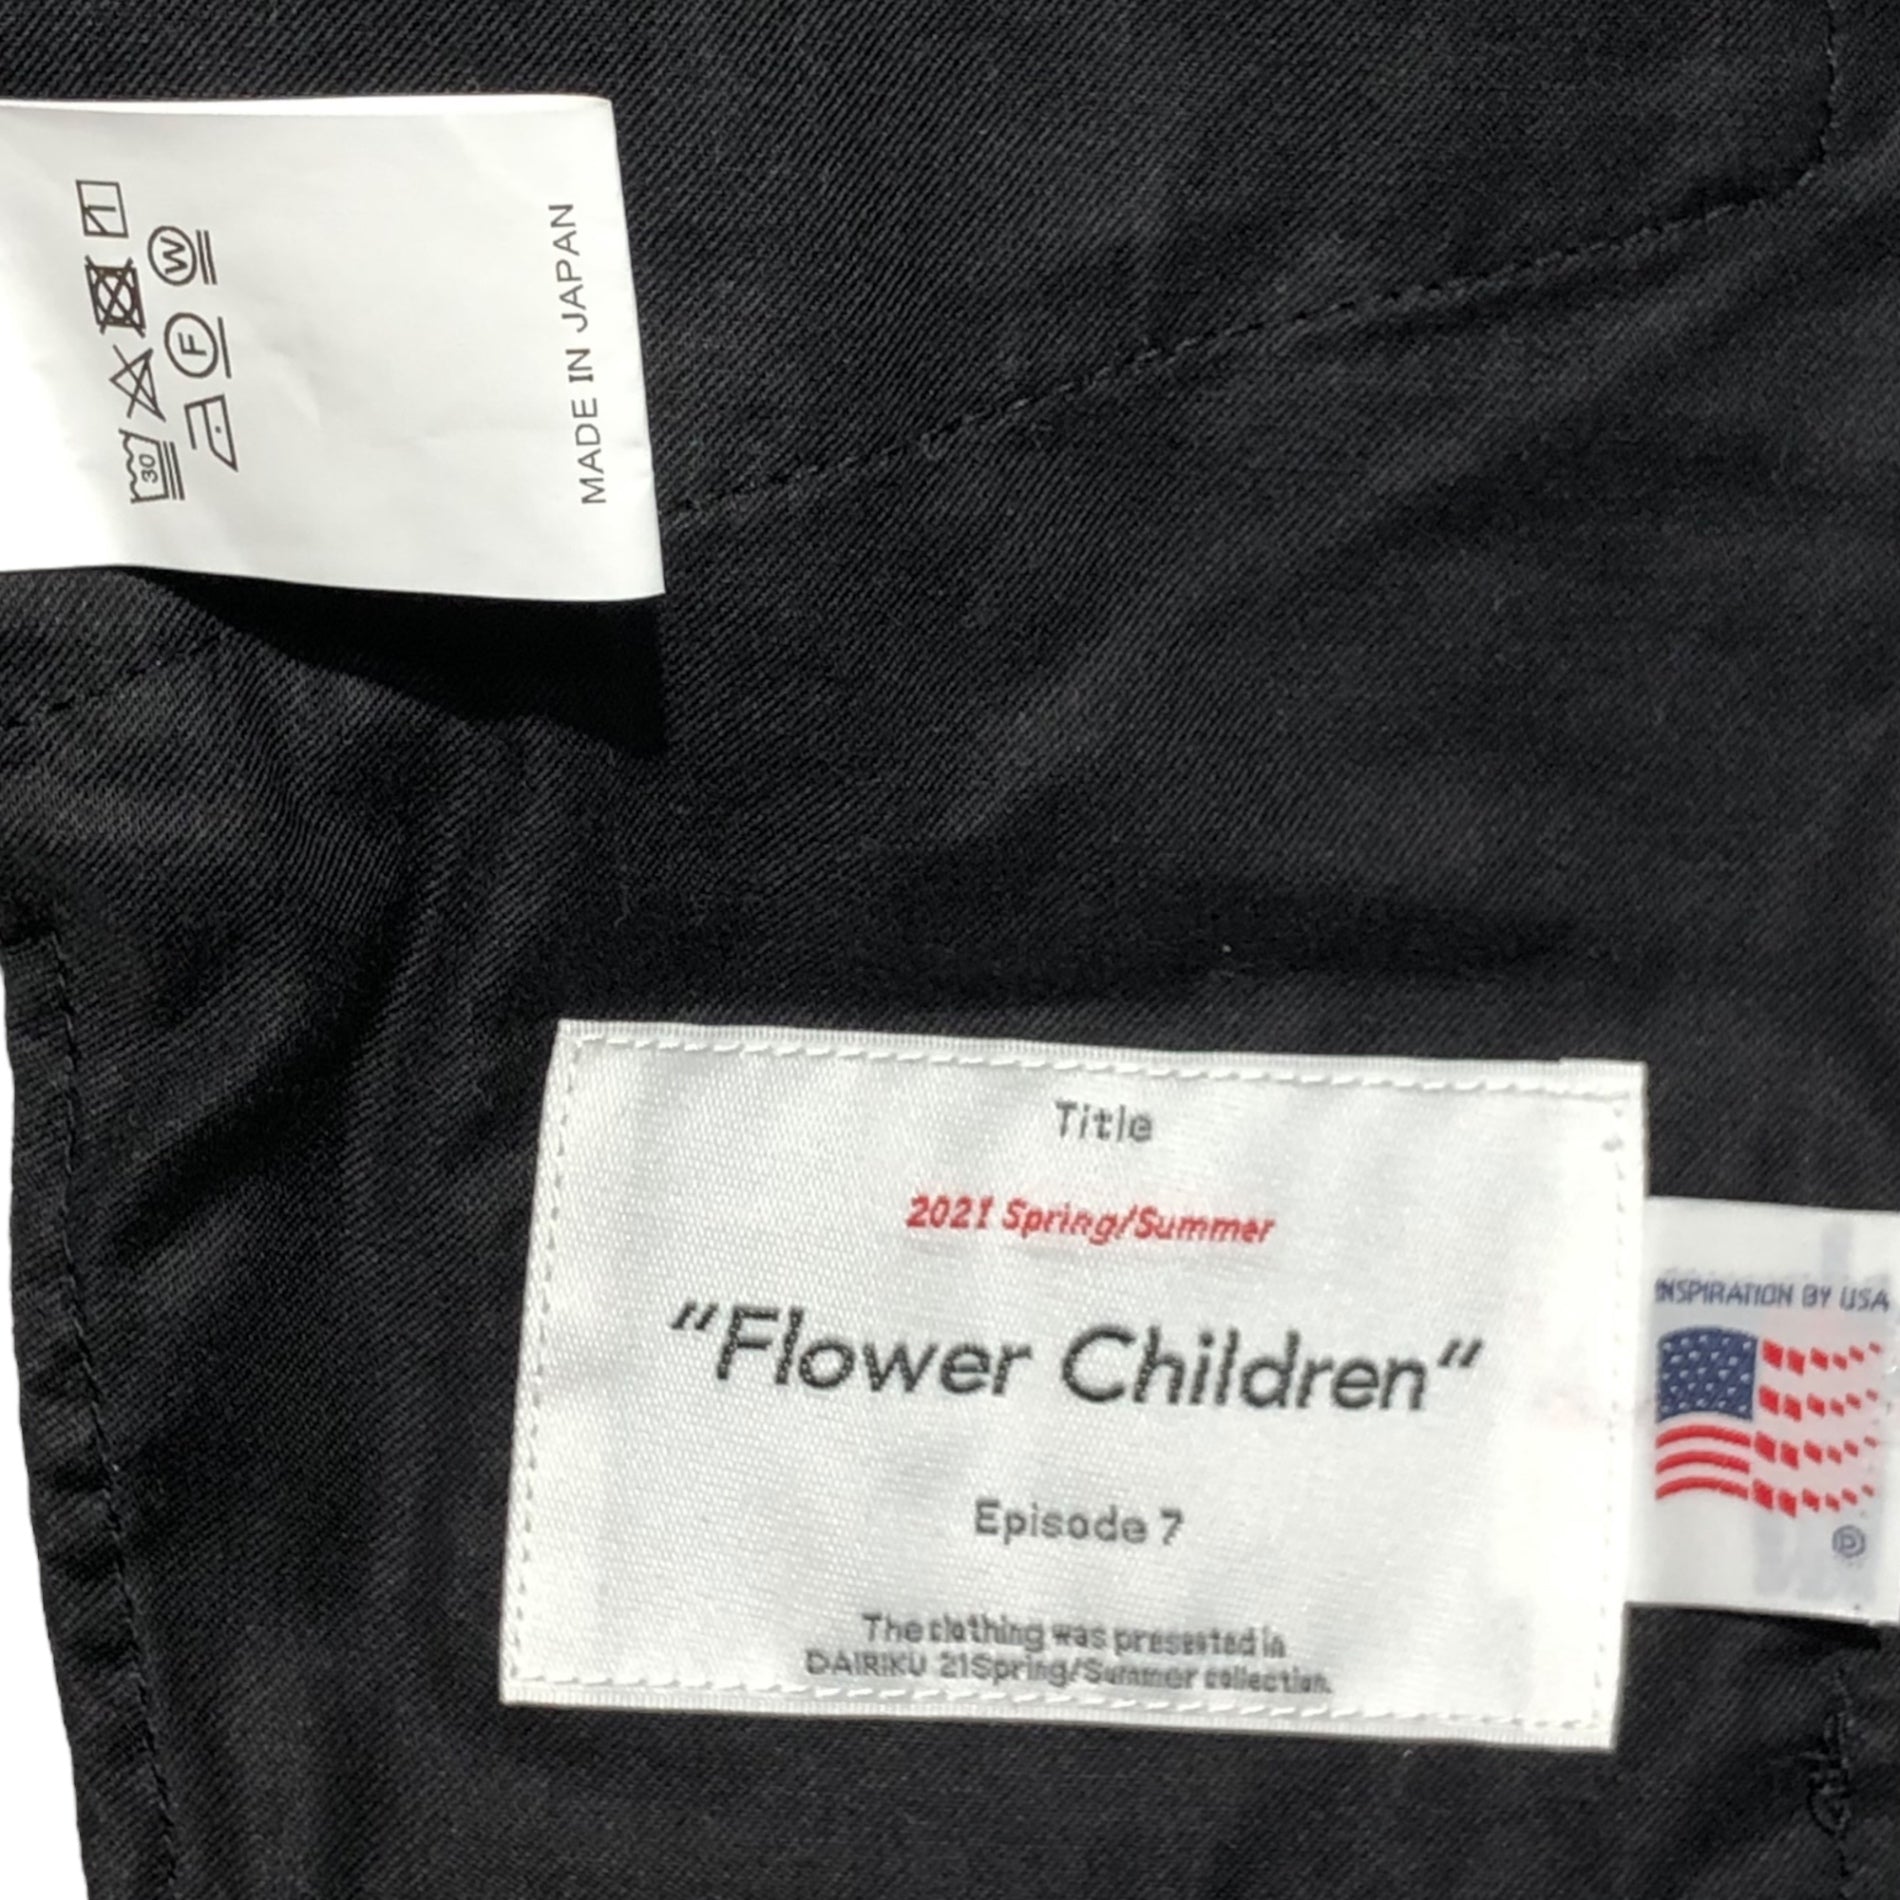 30
F
W
MADE IN JAPAN
Title
2021 Spring/Summer
“Flower Children“
Episode 7
The clothing was presented in
DAIRIKU 21Spring/Summer collection.
INSPIRATION BY USA
Ⓓ